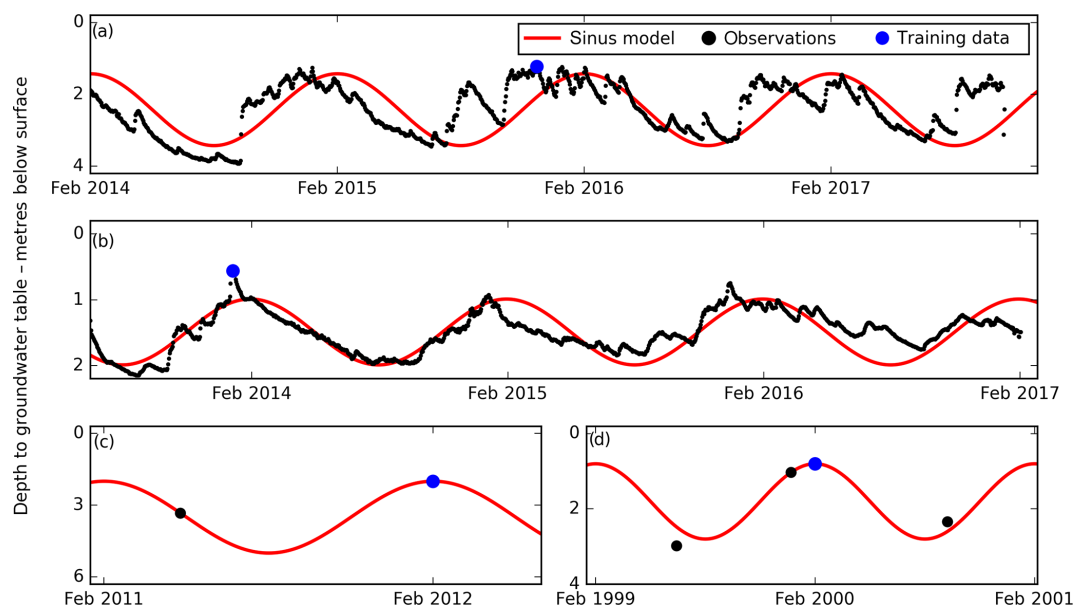 Depth to groundwater table – metres below surface
(a)
Sinus model Observations Training data
0
2
4
Feb 2014 Feb 2015 Feb 2016 Feb 2017
(b)
0
1
2
Feb 2014 Feb 2015 Feb 2016 Feb 2017
(c)
0
3
6
Feb 2011 Feb 2012
(d)
0
2
4
Feb 1999 Feb 2000 Feb 2001